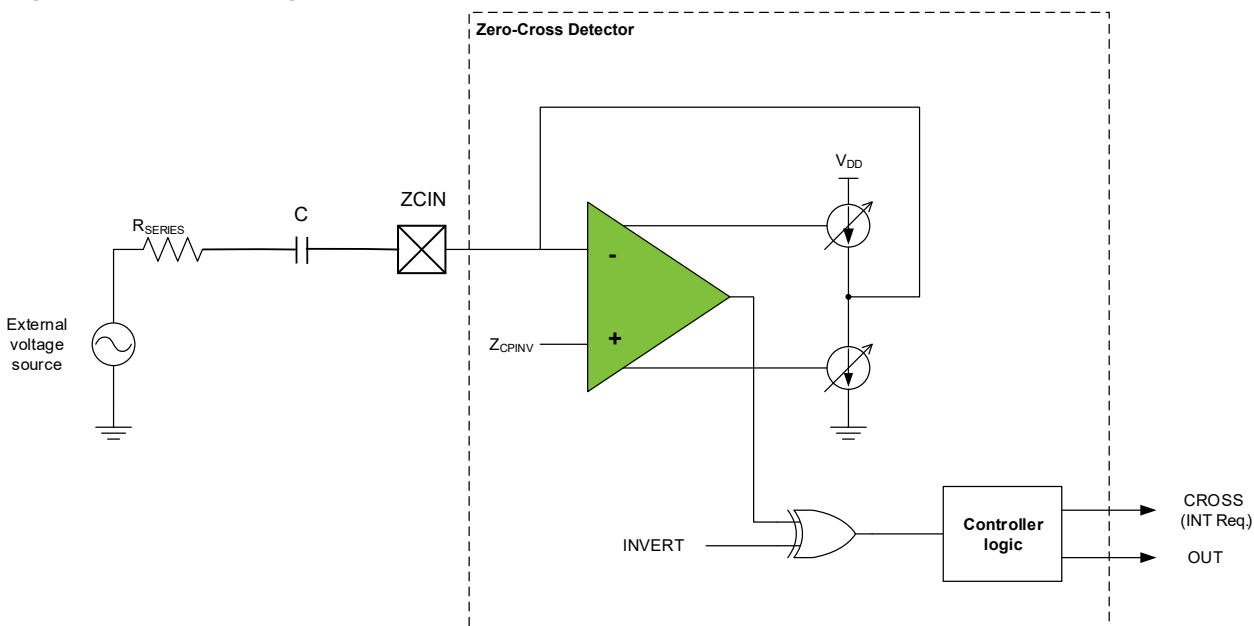 Zero-Cross Detector
VDD
ZCIN
C
RSERIES
-
External
voltage
source
ZCPINV
+
CROSS
(INT Req.)
Controller
logic
INVERT
OUT